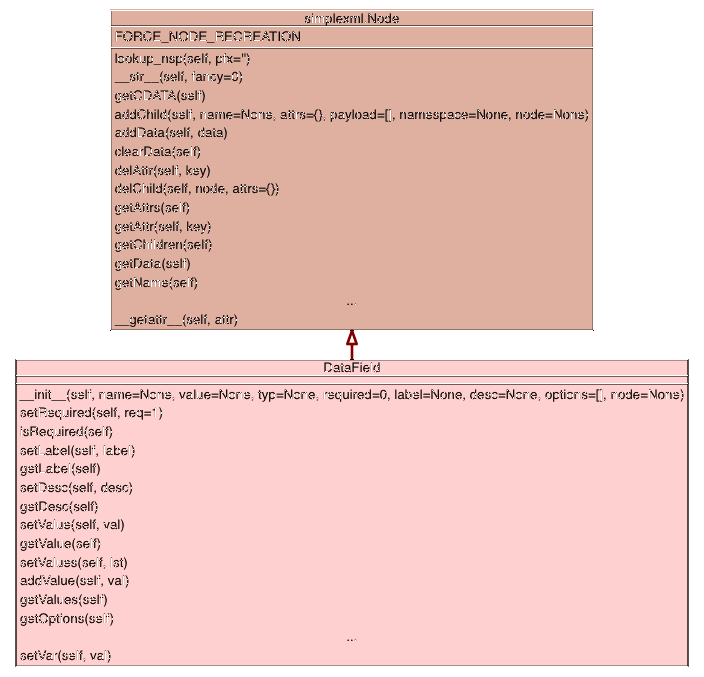 simplexml.Node
FORCE_NODE_RECREATION
lookup_nsp(self, pfx='')
__str__(self, fancy=0)
getCDATA(self)
addChild(self, name=None, attrs={}, payload=[], namespace=None, node=None)
addData(self, data)
clearData(self)
delAttr(self, key)
delChild(self, node, attrs={})
getAttrs(self)
getAttr(self, key)
getChildren(self)
getData(self)
getName(self)
...
__getattr__(self, attr)
DataField
__init__(self, name=None, value=None, typ=None, required=0, label=None, desc=None, options=[], node=None)
setRequired(self, req=1)
isRequired(self)
setLabel(self, label)
getLabel(self)
setDesc(self, desc)
getDesc(self)
setValue(self, val)
getValue(self)
setValues(self, lst)
addValue(self, val)
getValues(self)
getOptions(self)
...
setVar(self, val)